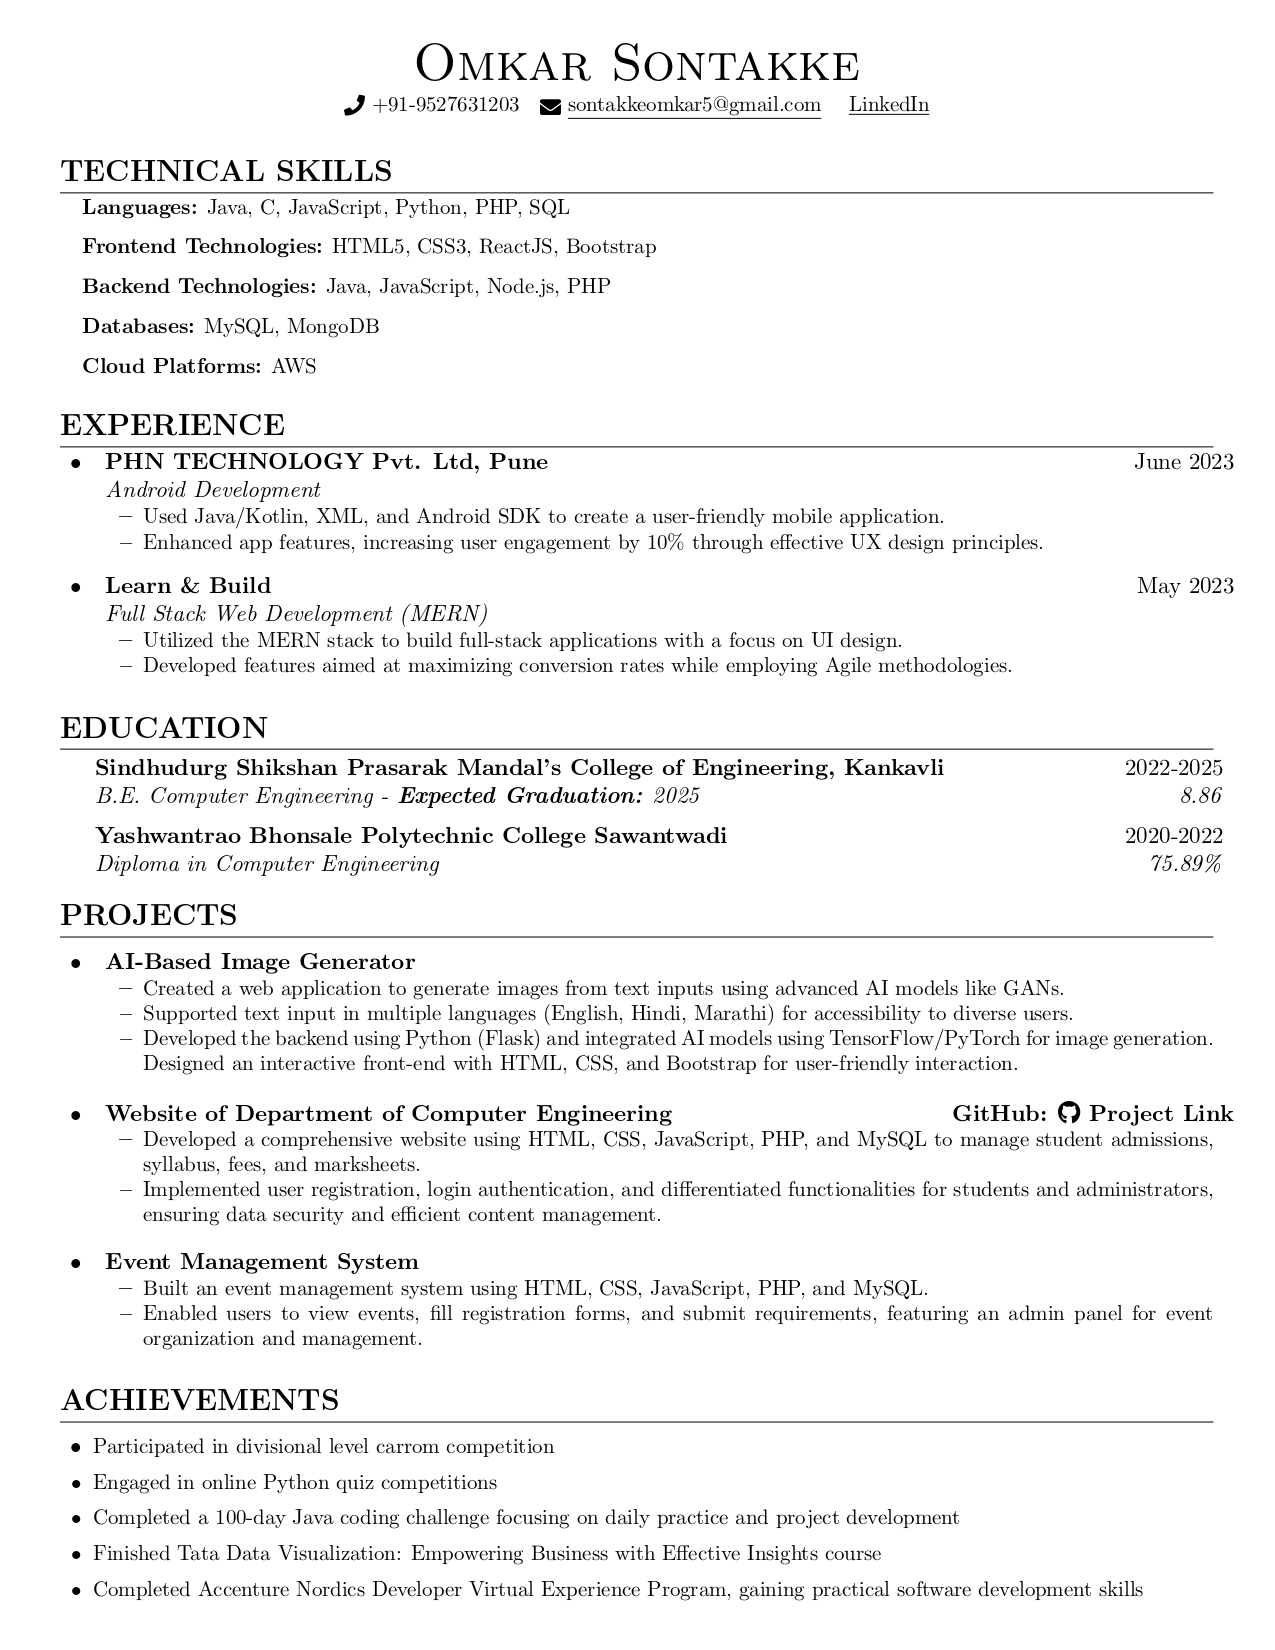 Omkar Sontakke
+91-9527631203 sontakkeomkar5@gmail.com LinkedIn
TECHNICAL SKILLS
Languages: Java, C, JavaScript, Python, PHP, SQL
Frontend Technologies: HTML5, CSS3, ReactJS, Bootstrap
Backend Technologies: Java, JavaScript, Node.js, PHP
Databases: MySQL, MongoDB
Cloud Platforms: AWS
EXPERIENCE
• PHN TECHNOLOGY Pvt. Ltd, Pune June 2023
Android Development
– Used Java/Kotlin, XML, and Android SDK to create a user-friendly mobile application.
– Enhanced app features, increasing user engagement by 10% through effective UX design principles.
• Learn & Build May 2023
Full Stack Web Development (MERN)
– Utilized the MERN stack to build full-stack applications with a focus on UI design.
– Developed features aimed at maximizing conversion rates while employing Agile methodologies.
EDUCATION
Sindhudurg Shikshan Prasarak Mandal's College of Engineering, Kankavli 2022-2025
B.E. Computer Engineering - Expected Graduation: 2025 8.86
Yashwantrao Bhonsale Polytechnic College Sawantwadi 2020-2022
Diploma in Computer Engineering 75.89%
PROJECTS
• AI-Based Image Generator
– Created a web application to generate images from text inputs using advanced AI models like GANs.
– Supported text input in multiple languages (English, Hindi, Marathi) for accessibility to diverse users.
– Developed the backend using Python (Flask) and integrated AI models using TensorFlow/PyTorch for image generation.
Designed an interactive front-end with HTML, CSS, and Bootstrap for user-friendly interaction.
• Website of Department of Computer Engineering GitHub: Project Link
– Developed a comprehensive website using HTML, CSS, JavaScript, PHP, and MySQL to manage student admissions,
syllabus, fees, and marksheets.
– Implemented user registration, login authentication, and differentiated functionalities for students and administrators,
ensuring data security and efficient content management.
• Event Management System
– Built an event management system using HTML, CSS, JavaScript, PHP, and MySQL.
– Enabled users to view events, fill registration forms, and submit requirements, featuring an admin panel for event
organization and management.
ACHIEVEMENTS
• Participated in divisional level carrom competition
• Engaged in online Python quiz competitions
• Completed a 100-day Java coding challenge focusing on daily practice and project development
• Finished Tata Data Visualization: Empowering Business with Effective Insights course
• Completed Accenture Nordics Developer Virtual Experience Program, gaining practical software development skills